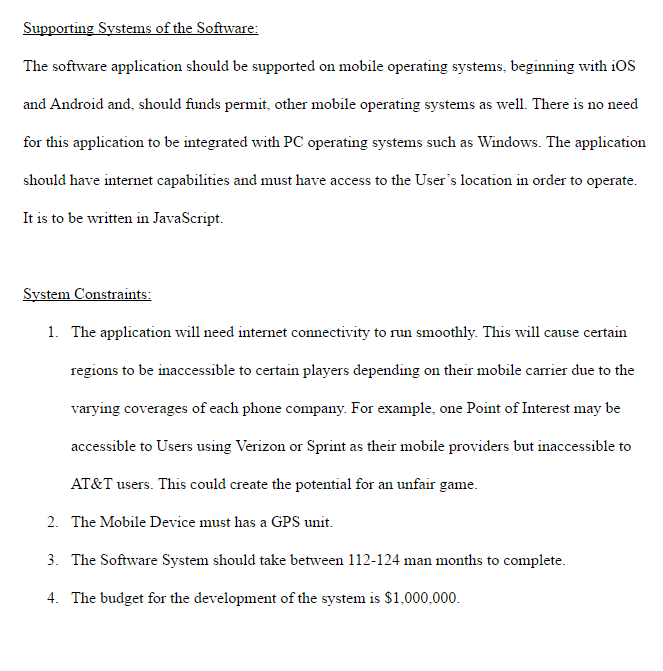 Supporting Systems of the Software:
The software application should be supported on mobile operating systems, beginning with iOS
and Android and, should funds permit, other mobile operating systems as well. There is no need
for this application to be integrated with PC operating systems such as Windows. The application
should have internet capabilities and must have access to the User’s location in order to operate.
It is to be written in JavaScript.
System Constraints:
1. The application will need internet connectivity to run smoothly. This will cause certain
regions to be inaccessible to certain players depending on their mobile carrier due to the
varying coverages of each phone company. For example, one Point of Interest may be
accessible to Users using Verizon or Sprint as their mobile providers but inaccessible to
AT&T users. This could create the potential for an unfair game.
2. The Mobile Device must has a GPS unit.
3. The Software System should take between 112-124 man months to complete.
4. The budget for the development of the system is $1,000,000.